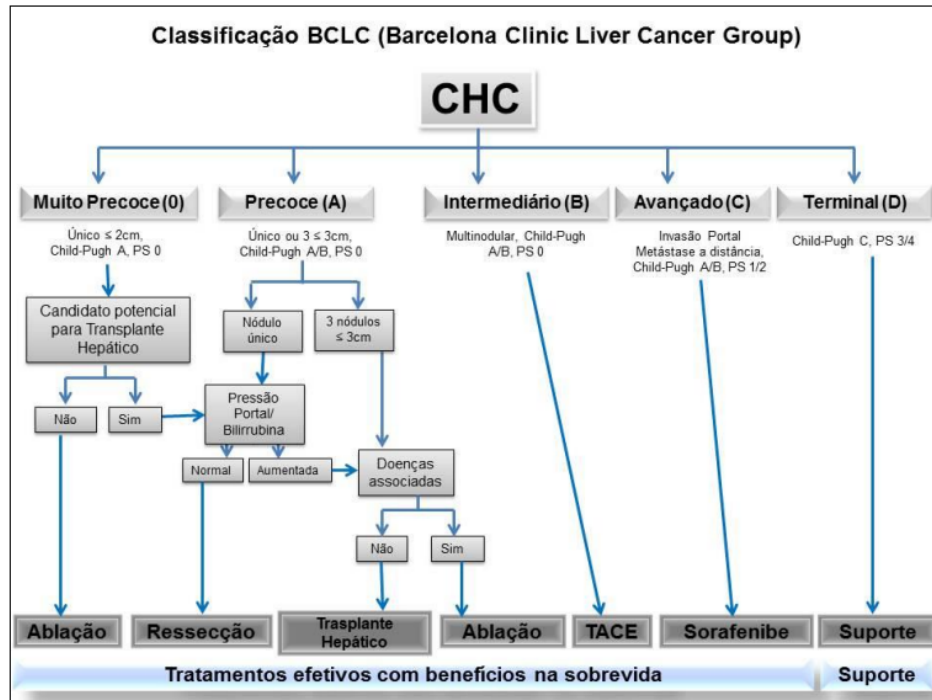 Classificação BCLC (Barcelona Clinic Liver Cancer Group)
CHC
Muito Precoce (0)
Único ≤ 2cm,
Child-Pugh A, PS 0
Precoce (A)
Único ou 3 ≤ 3cm,
Child-Pugh A/B, PS 0
Intermediário (B)
Multinodular, Child-Pugh
A/B, PS 0
Avançado (C)
Invasão Portal
Metástase a distância,
Child-Pugh A/B, PS 1/2
Terminal (D)
Child-Pugh C, PS 3/4
Candidato potencial
para Transplante
Hepático
Nódulo
único
3 nódulos
≤ 3cm
Não
Sim
Pressão
Portal/
Bilirrubina
Normal
Aumentada
Doenças
associadas
Não
Sim
Ablação
Ressecção
Trasplante
Hepático
Ablação
TACE
Sorafenibe
Suporte
Tratamentos efetivos com benefícios na sobrevida
Suporte